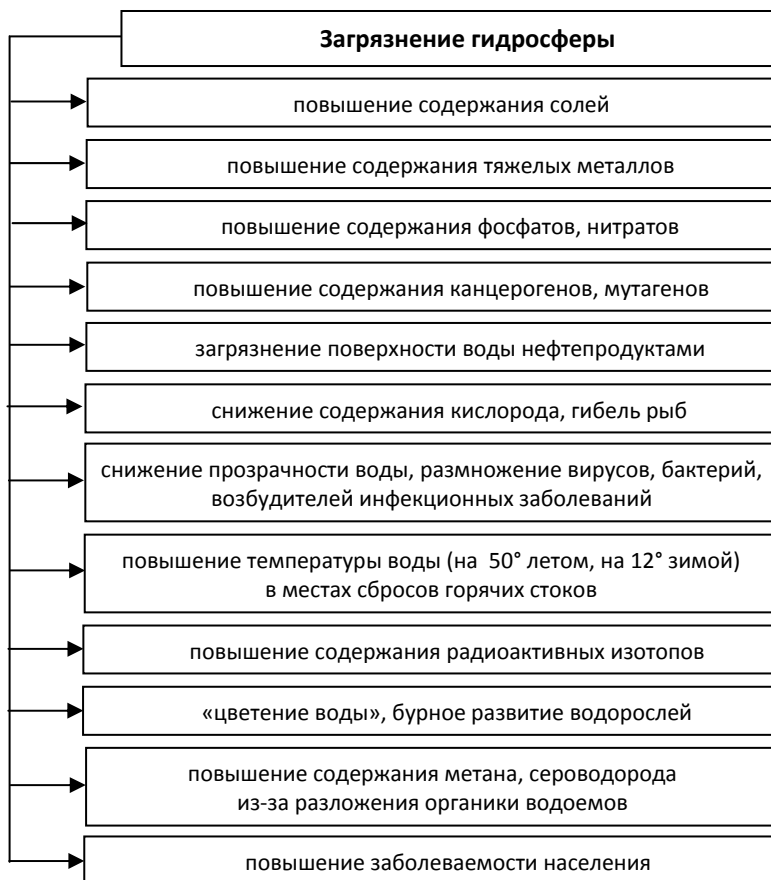 Загрязнение гидросферы
повышение содержания солей
повышение содержания тяжелых металлов
повышение содержания фосфатов, нитратов
повышение содержания канцерогенов, мутагенов
загрязнение поверхности воды нефтепродуктами
снижение содержания кислорода, гибель рыб
снижение прозрачности воды, размножение вирусов, бактерий,
возбудителей инфекционных заболеваний
повышение температуры воды (на 50° летом, на 12° зимой)
в местах сбросов горячих стоков
повышение содержания радиоактивных изотопов
«цветение воды», бурное развитие водорослей
повышение содержания метана, сероводорода
из-за разложения органики водоемов
повышение заболеваемости населения